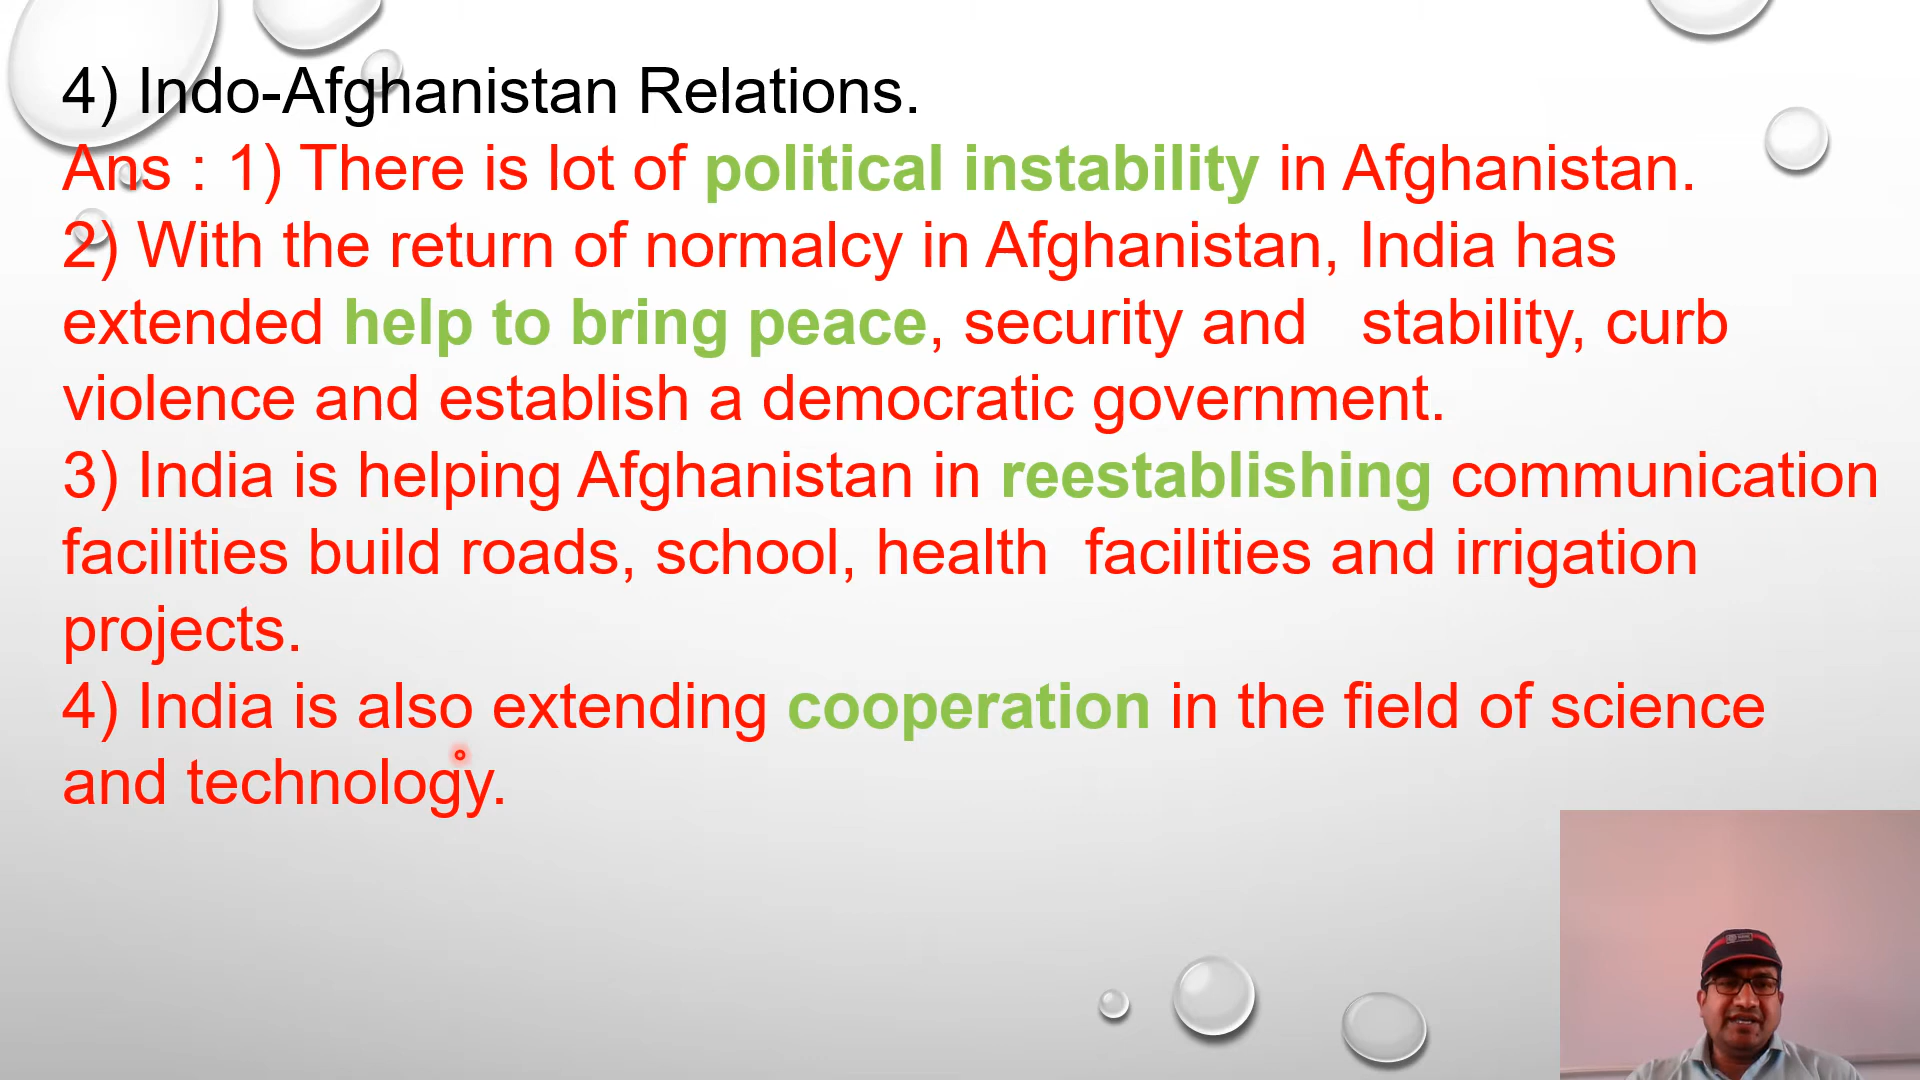 4) Indo-Afghanistan Relations.
Ans : 1) There is lot of political instability in Afghanistan.
2) With the return of normalcy in Afghanistan, India has
extended help to bring peace, security and   stability, curb
violence and establish a democratic government.
3) India is helping Afghanistan in reestablishing communication
facilities build roads, school, health  facilities and irrigation
projects.
4) India is also extending cooperation in the field of science
and technology.